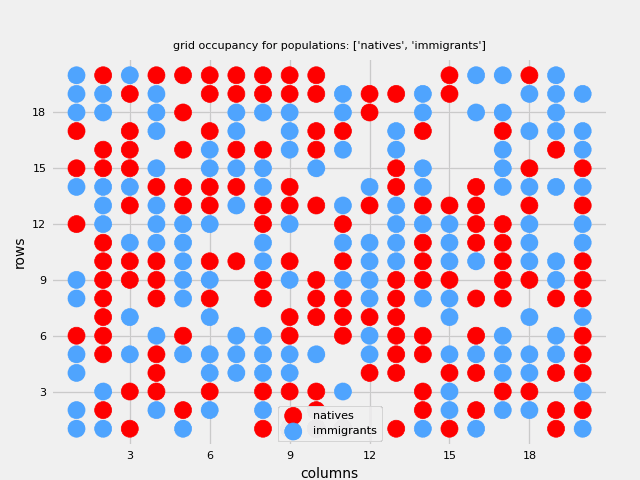 grid occupancy for populations: ['natives', 'immigrants']
18
15
12
9
6
3
rows
natives
immigrants
3
6
9
12
15
18
columns